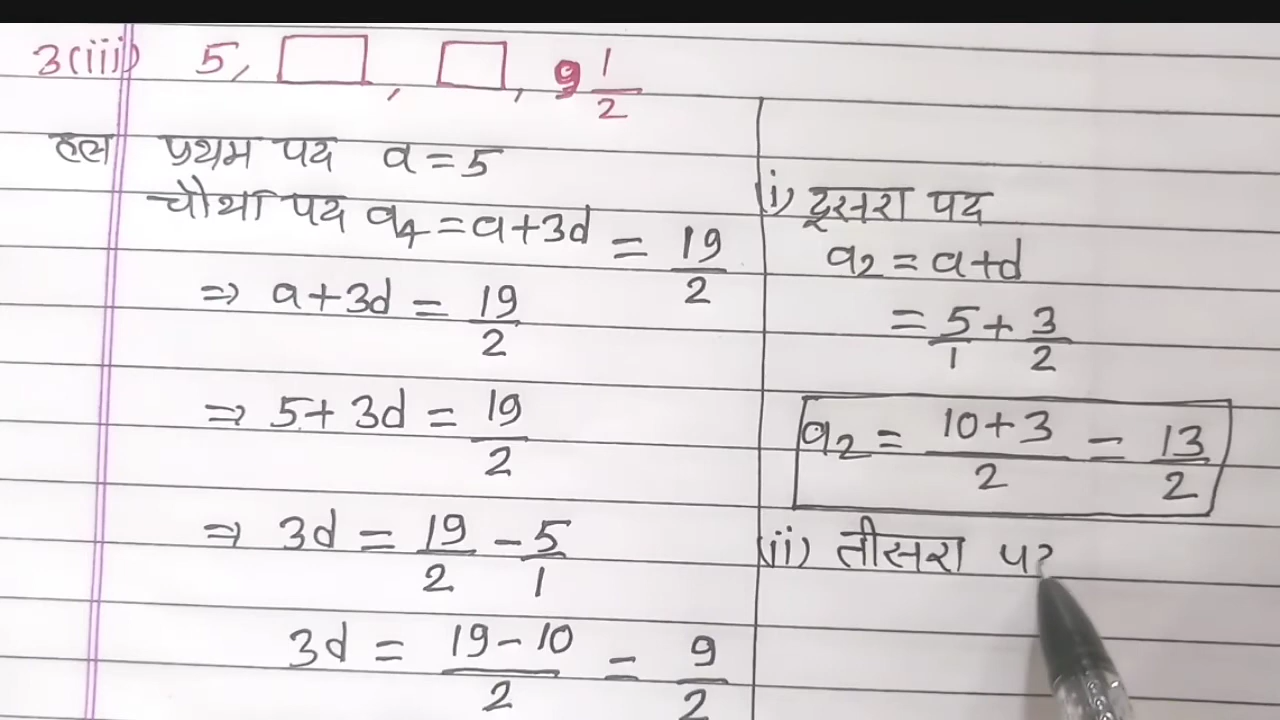 3(iii) 5, □, □, 9 1/2
हल प्रथम पद a = 5
चौथा पद a4 = a+3d = 19/2
⇒ a+3d = 19/2
⇒ 5+3d = 19/2
⇒ 3d = 19/2 - 5/1
3d = 19-10/2 = 9/2
(i) दूसरा पद
a2 = a+d
= 5/1 + 3/2
a2 = 10+3/2 = 13/2
(ii) तीसरा